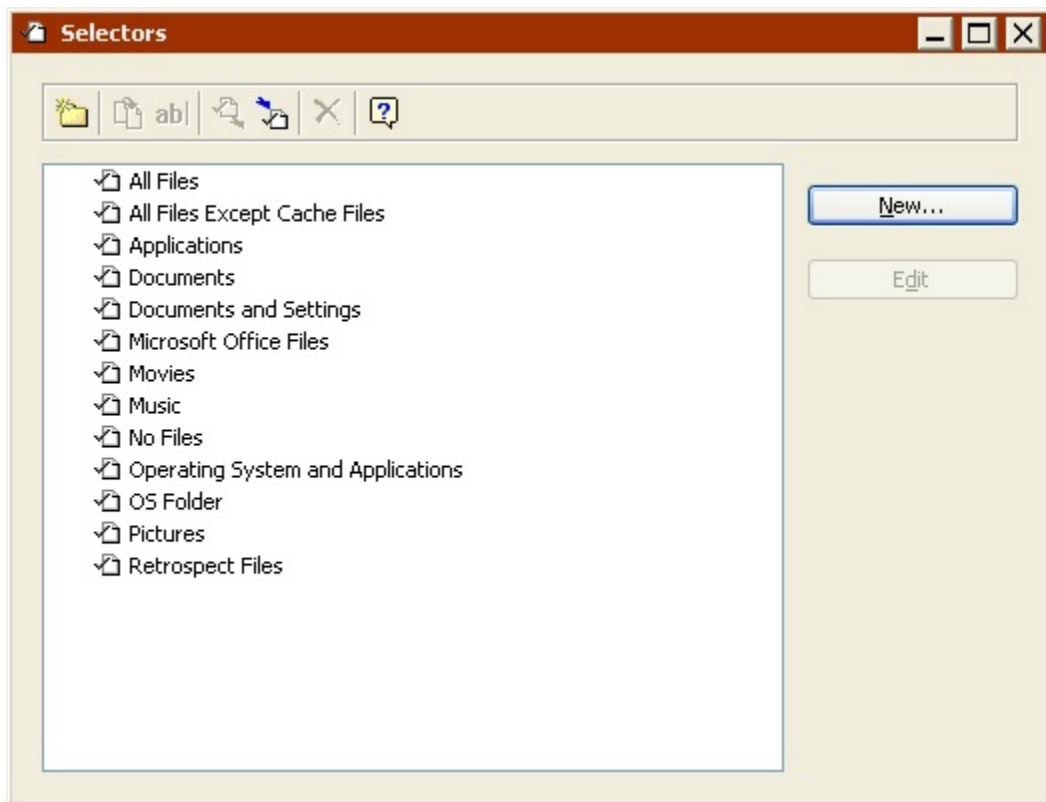 Selectors
abl
All Files
All Files Except Cache Files
Applications
Documents
Documents and Settings
Microsoft Office Files
Movies
Music
No Files
Operating System and Applications
OS Folder
Pictures
Retrospect Files
New...
Edit